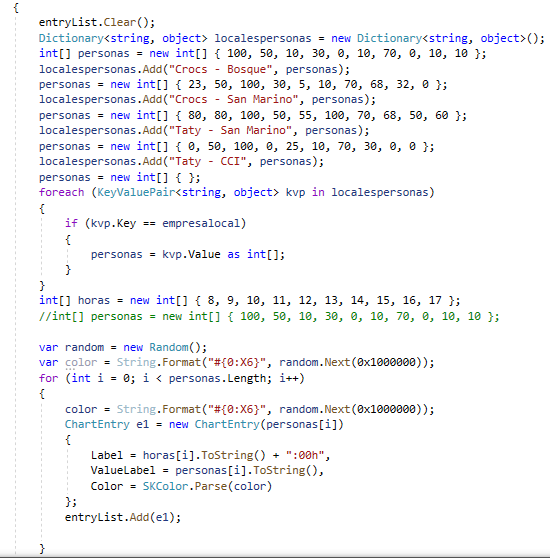 {
entryList.Clear();
Dictionary<string, object> localespersonas = new Dictionary<string, object>();
int[] personas = new int[] { 100, 50, 10, 30, 0, 10, 70, 0, 10, 10 };
localespersonas.Add("Crocs - Bosque", personas);
personas = new int[] { 23, 50, 100, 30, 5, 10, 70, 68, 32, 0 };
localespersonas.Add("Crocs - San Marino", personas);
personas = new int[] { 80, 80, 100, 50, 55, 100, 70, 68, 50, 60 };
localespersonas.Add("Taty - San Marino", personas);
personas = new int[] { 0, 50, 100, 0, 25, 10, 70, 30, 0, 0 };
localespersonas.Add("Taty - CCI", personas);
personas = new int[] { };
foreach (KeyValuePair<string, object> kvp in localespersonas)
{
if (kvp.Key == empresalocal)
{
personas = kvp.Value as int[];
}
}
int[] horas = new int[] { 8, 9, 10, 11, 12, 13, 14, 15, 16, 17 };
//int[] personas = new int[] { 100, 50, 10, 30, 0, 10, 70, 0, 10, 10 };
var random = new Random();
var color = String.Format("#{0:X6}", random.Next(0x1000000));
for (int i = 0; i < personas.Length; i++)
{
color = String.Format("#{0:X6}", random.Next(0x1000000));
ChartEntry e1 = new ChartEntry(personas[i])
{
Label = horas[i].ToString() + ":00h",
ValueLabel = personas[i].ToString(),
Color = SKColor.Parse(color)
};
entryList.Add(e1);
}